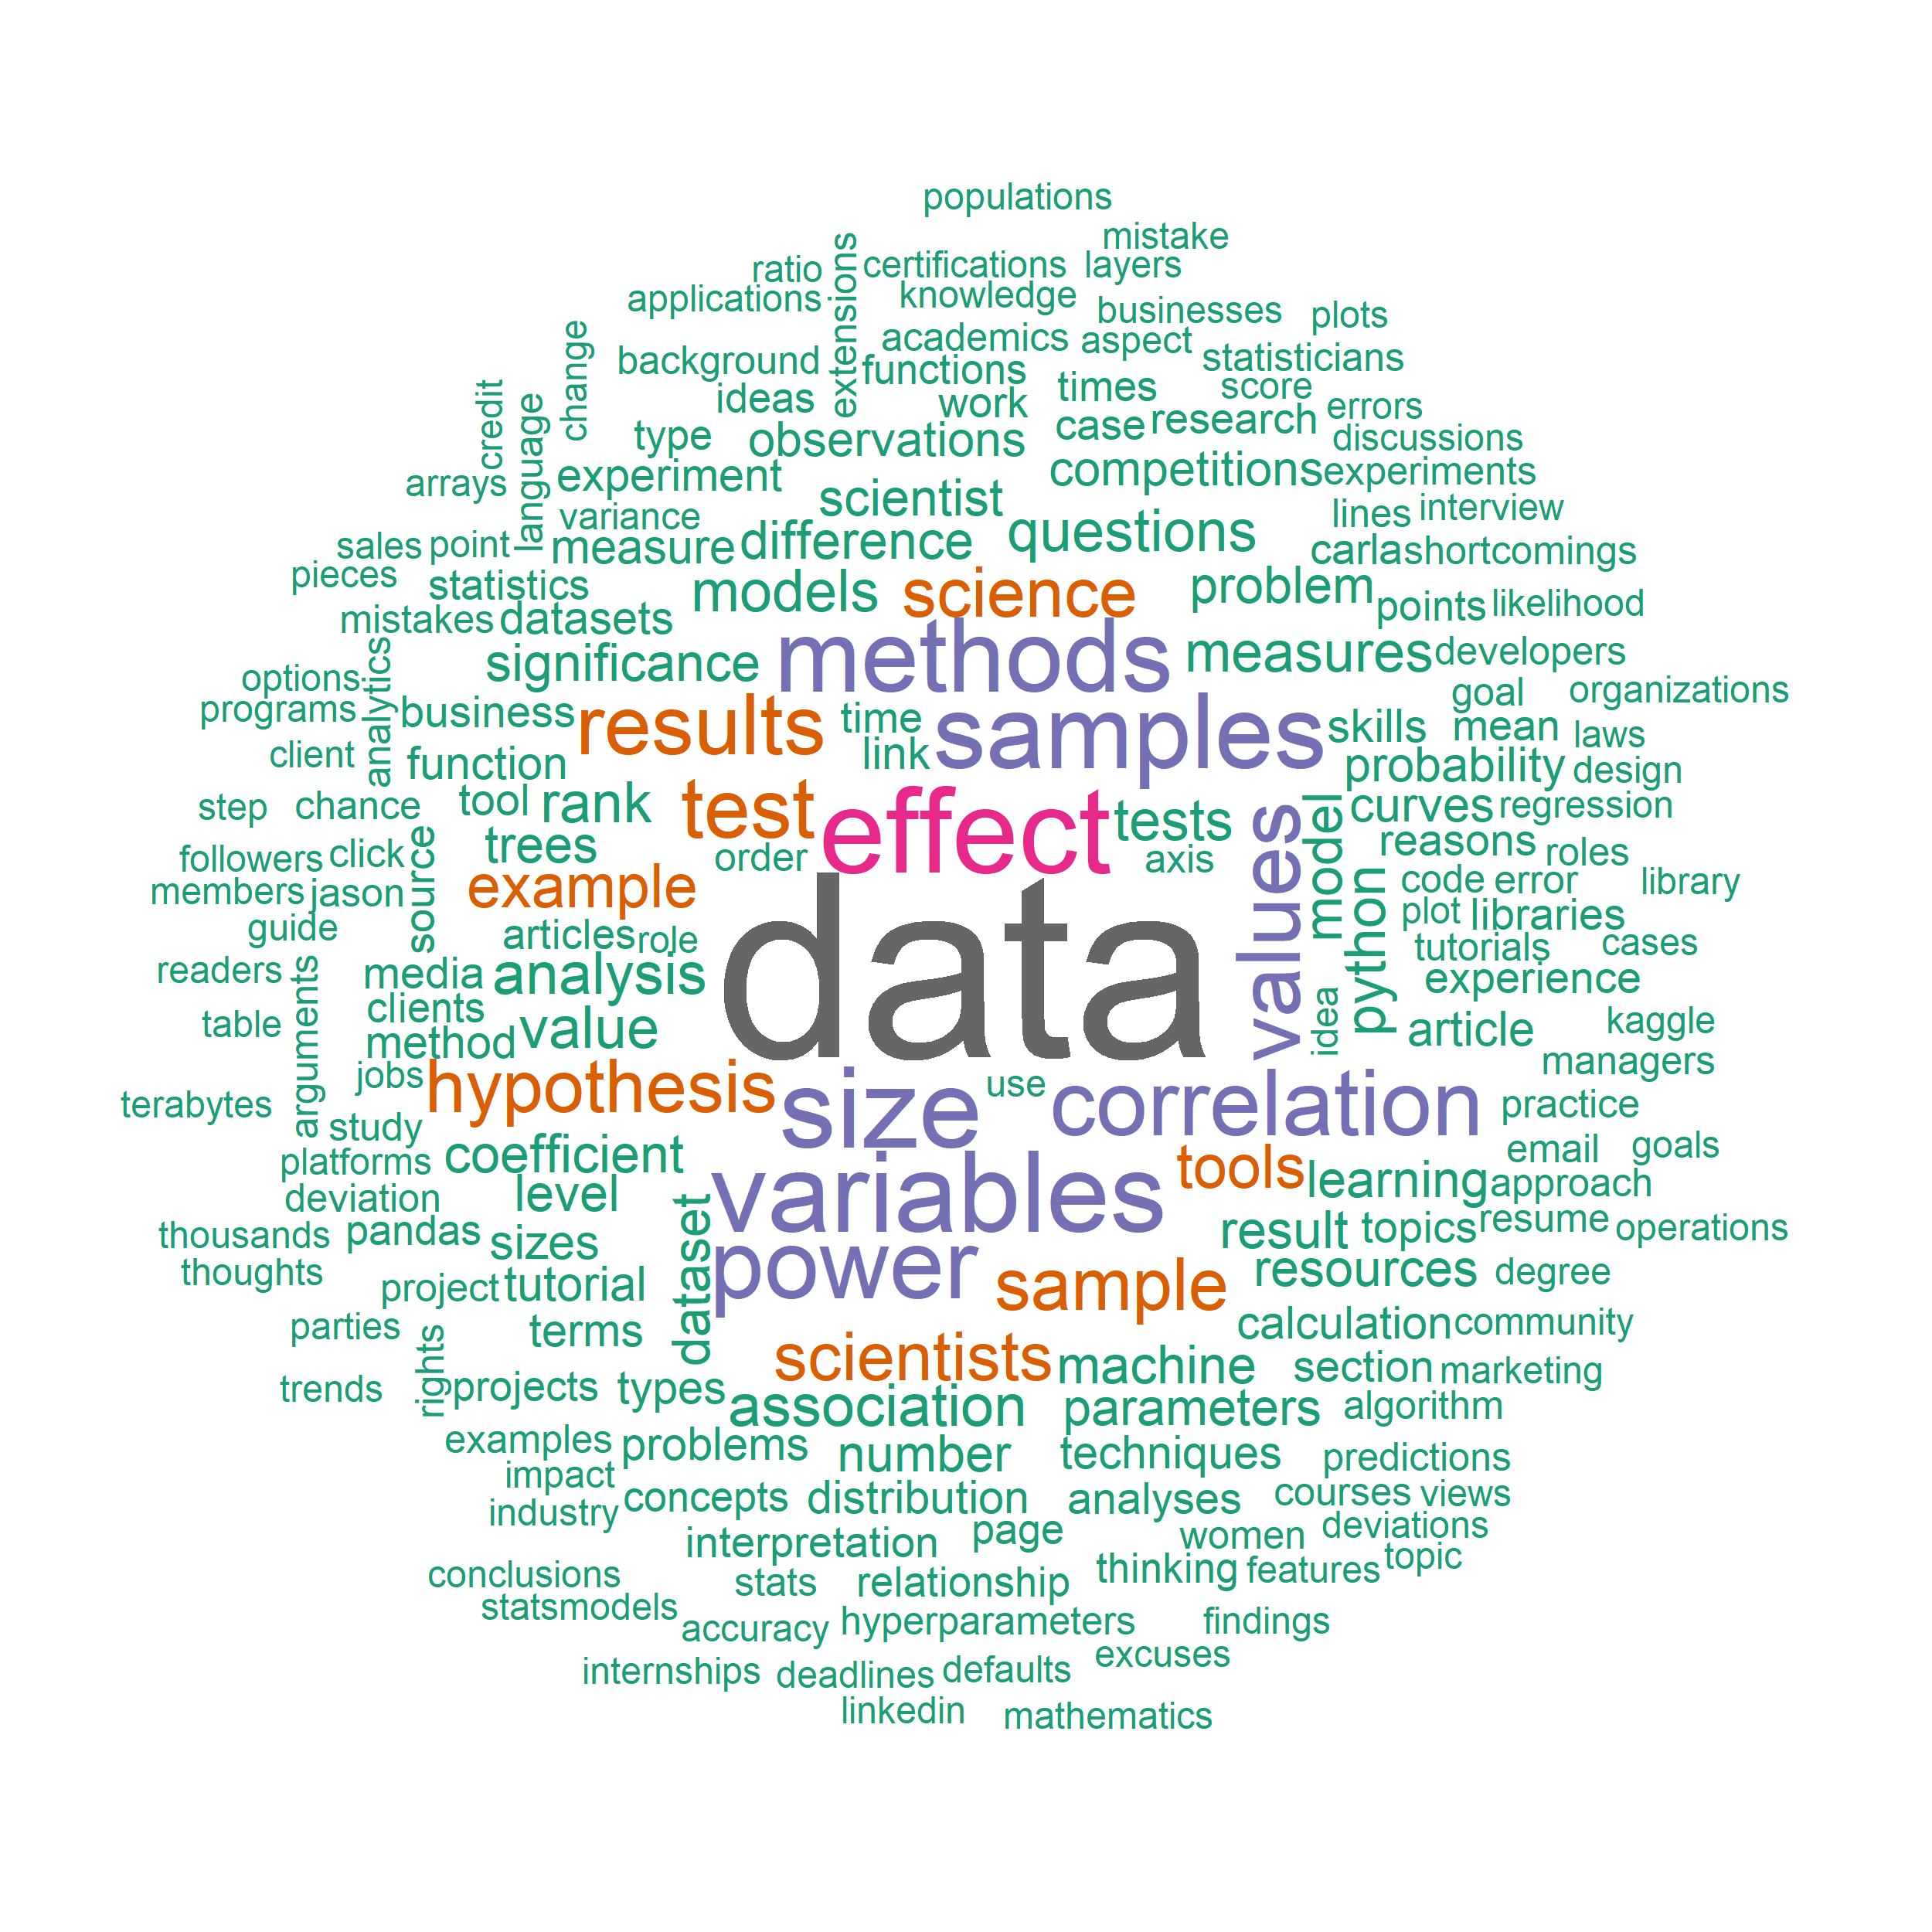 populations
mistake
ratio
extensions
certifications
layers
applications
knowledge
businesses
plots
change
academics
aspect
background
functions
statisticians
credit
language
ideas
work
times
score
errors
type
observations
case
research
discussions
arrays
experiment
competitions
experiments
scientist
variance
lines
interview
sales
point
measure
difference
questions
carla
shortcomings
pieces
statistics
models
science
problem
points
likelihood
mistakes
datasets
methods
analytics
significance
measures
developers
options
goal
organizations
programs
business
results
time
samples
skills
mean
laws
client
function
link
probability
design
step
chance
tool
rank
test
effect
tests
values
model
curves
regression
followers
click
source
trees
order
axis
reasons
roles
members
jason
example
data
python
code
error
library
guide
articles
role
plot
libraries
readers
arguments
media
analysis
tutorials
cases
experience
table
clients
method
value
idea
article
kaggle
jobs
hypothesis
size
use
correlation
managers
terabytes
study
practice
platforms
coefficient
variables
tools
learning
email
goals
approach
deviation
level
dataset
thousands
pandas
sizes
power
result
topics
resume
operations
thoughts
project
tutorial
sample
resources
degree
parties
rights
terms
scientists
calculation
community
trends
projects
types
machine
section
marketing
association
parameters
algorithm
examples
problems
number
techniques
predictions
impact
industry
concepts
distribution
analyses
courses
views
interpretation
page
women
deviations
conclusions
stats
relationship
thinking
features
topic
statsmodels
accuracy
hyperparameters
findings
internships
deadlines
defaults
excuses
linkedin
mathematics